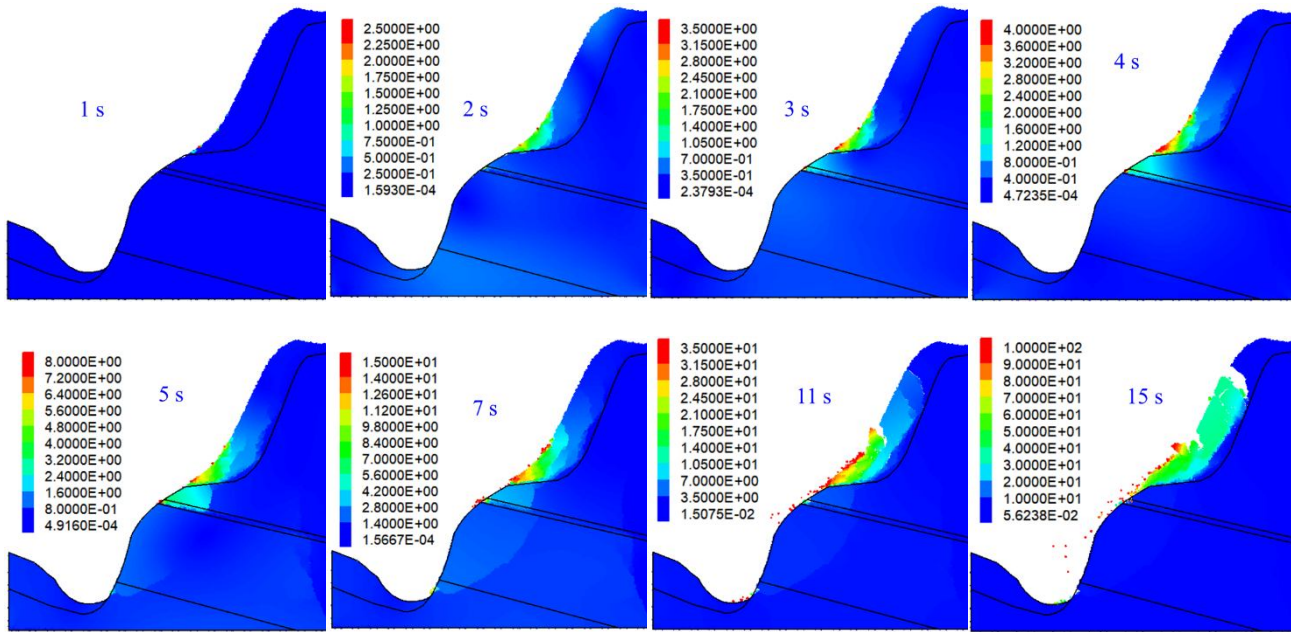 1 s
2.5000E+00
2.2500E+00
2.0000E+00
1.7500E+00
1.5000E+00
1.2500E+00
1.0000E+00
7.5000E-01
5.0000E-01
2.5000E-01
1.5930E-04
2 s
3.5000E+00
3.1500E+00
2.8000E+00
2.4500E+00
2.1000E+00
1.7500E+00
1.4000E+00
1.0500E+00
7.0000E-01
3.5000E-01
2.3793E-04
3 s
4.0000E+00
3.6000E+00
3.2000E+00
2.8000E+00
2.4000E+00
2.0000E+00
1.6000E+00
1.2000E+00
8.0000E-01
4.0000E-01
4.7235E-04
4 s
8.0000E+00
7.2000E+00
6.4000E+00
5.6000E+00
4.8000E+00
4.0000E+00
3.2000E+00
2.4000E+00
1.6000E+00
8.0000E-01
4.9160E-04
5 s
1.5000E+01
1.4000E+01
1.2600E+01
1.1200E+01
9.8000E+00
8.4000E+00
7.0000E+00
5.6000E+00
4.2000E+00
2.8000E+00
1.4000E+00
1.5667E-04
7 s
3.5000E+01
3.1500E+01
2.8000E+01
2.4500E+01
2.1000E+01
1.7500E+01
1.4000E+01
1.0500E+01
7.0000E+00
3.5000E+00
1.5075E-02
11 s
1.0000E+02
9.0000E+01
8.0000E+01
7.0000E+01
6.0000E+01
5.0000E+01
4.0000E+01
3.0000E+01
2.0000E+01
1.0000E+01
5.6238E-02
15 s